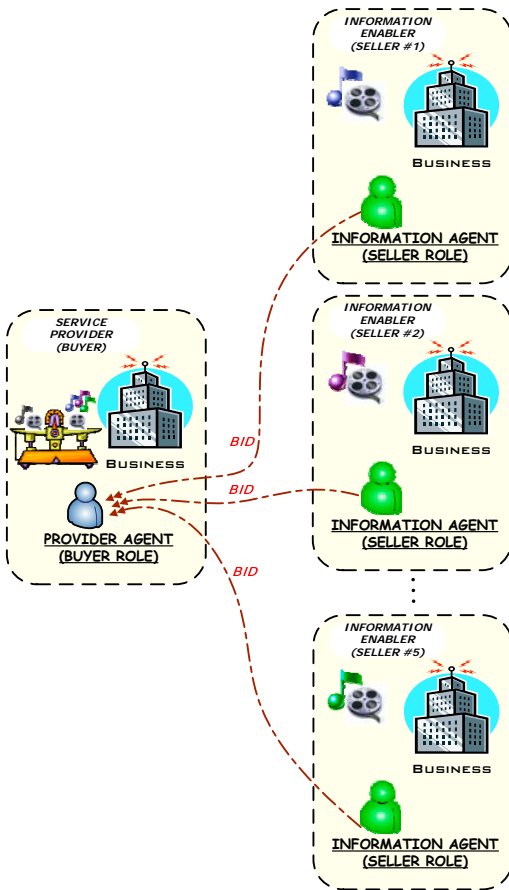 INFORMATION
ENABLER
(SELLER #1)
BUSINESS
INFORMATION AGENT
(SELLER ROLE)
SERVICE
PROVIDER
(BUYER)
BUSINESS
PROVIDER AGENT
(BUYER ROLE)
BID
BID
BID
INFORMATION
ENABLER
(SELLER #2)
BUSINESS
INFORMATION AGENT
(SELLER ROLE)
INFORMATION
ENABLER
(SELLER #5)
BUSINESS
INFORMATION AGENT
(SELLER ROLE)